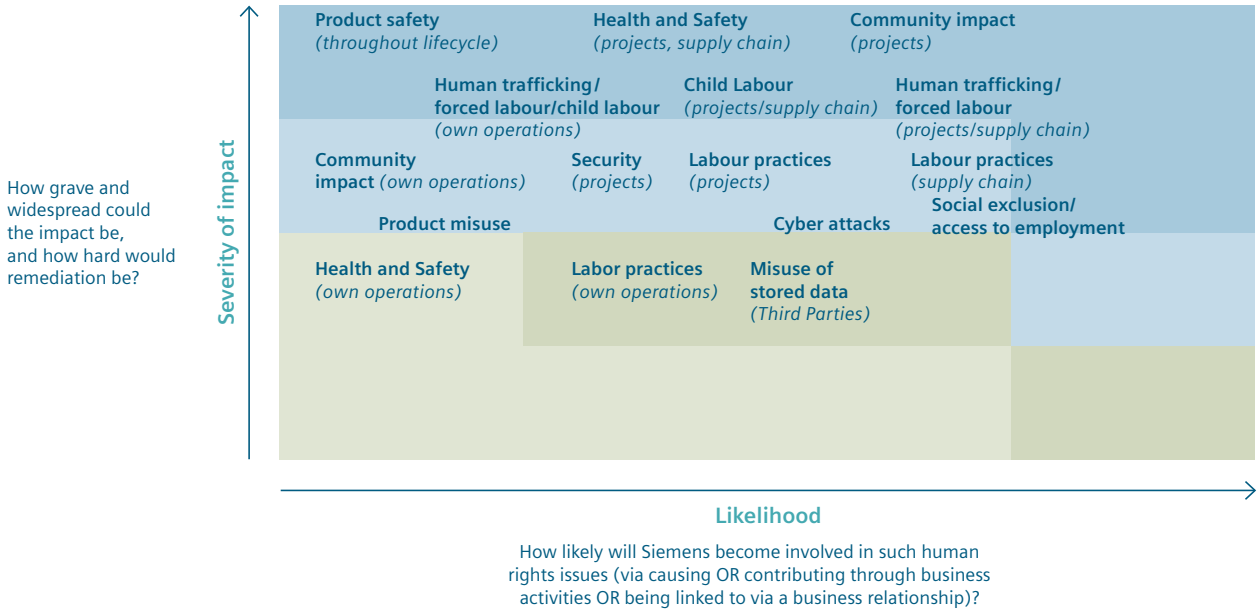 Product safety
(throughout lifecycle)
Health and Safety
(projects, supply chain)
Community impact
(projects)
Human trafficking/
forced labour/child labour
(own operations)
Child Labour
(projects/supply chain)
Human trafficking/
forced labour
(projects/supply chain)
Community
impact (own operations)
Security
(projects)
Labour practices
(projects)
Labour practices
(supply chain)
Product misuse
Cyber attacks
Social exclusion/
access to employment
Health and Safety
(own operations)
Labor practices
(own operations)
Misuse of
stored data
(Third Parties)
How grave and
widespread could
the impact be,
and how hard would
remediation be?
Severity of impact
Likelihood
How likely will Siemens become involved in such human
rights issues (via causing OR contributing through business
activities OR being linked to via a business relationship)?